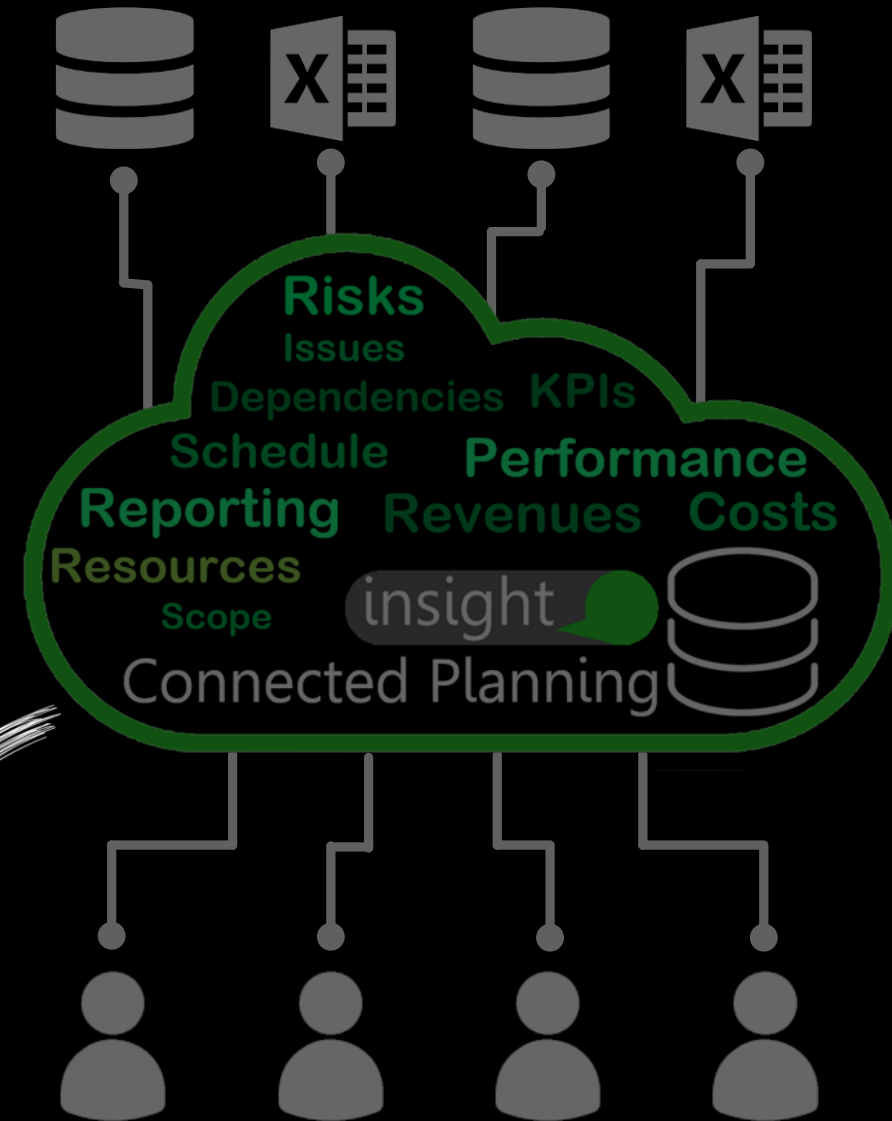 X X
Risks
Issues
Dependencies KPIs
Schedule Performance
Reporting Revenues Costs
Resources
insight
Scope
Connected Planning